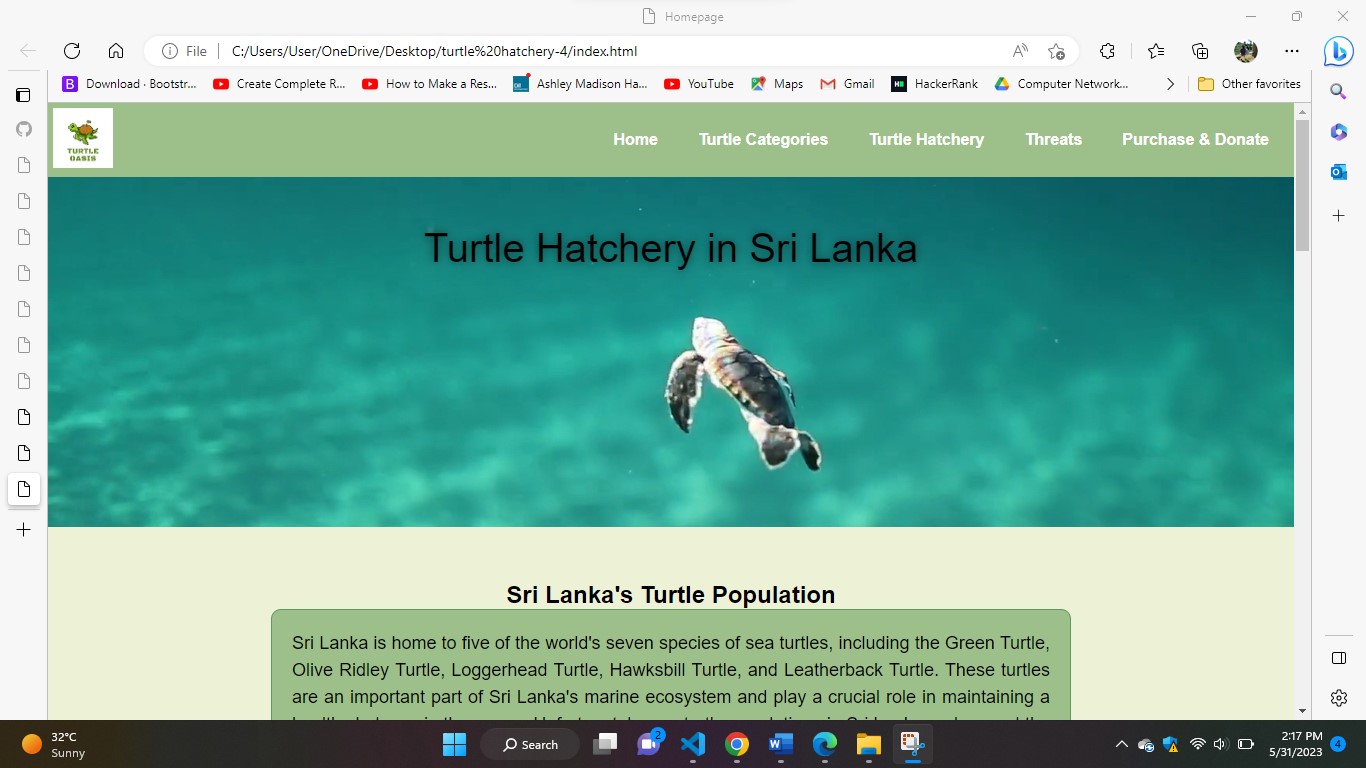 Homepage
File
C:/Users/User/OneDrive/Desktop/turtle%20hatchery-4/index.html
Download · Bootstr...
Create Complete R...
How to Make a Res...
Ashley Madison Ha...
YouTube
Maps
Gmail
HackerRank
Computer Network...
Other favorites
TURTLE
OASIS
Home
Turtle Categories
Turtle Hatchery
Threats
Purchase & Donate
Turtle Hatchery in Sri Lanka
Sri Lanka's Turtle Population
Sri Lanka is home to five of the world's seven species of sea turtles, including the Green Turtle,
Olive Ridley Turtle, Loggerhead Turtle, Hawksbill Turtle, and Leatherback Turtle. These turtles
are an important part of Sri Lanka's marine ecosystem and play a crucial role in maintaining a
32°C
Sunny
Search
2
2:17 PM
5/31/2023
4